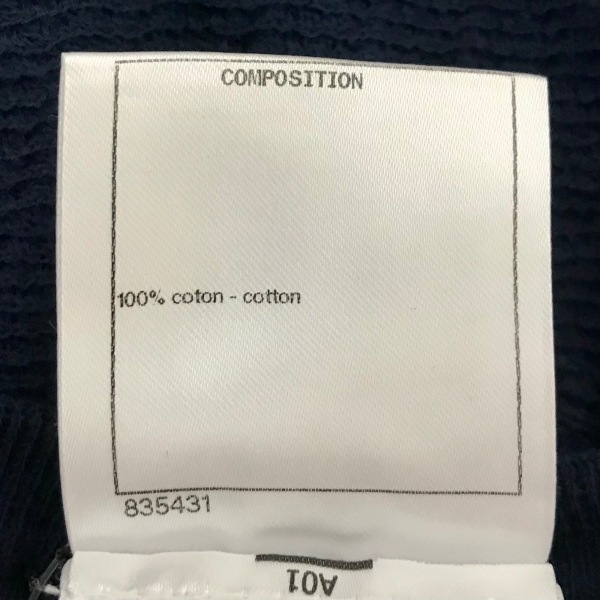 COMPOSITION
100% coton - cotton
835431
A01